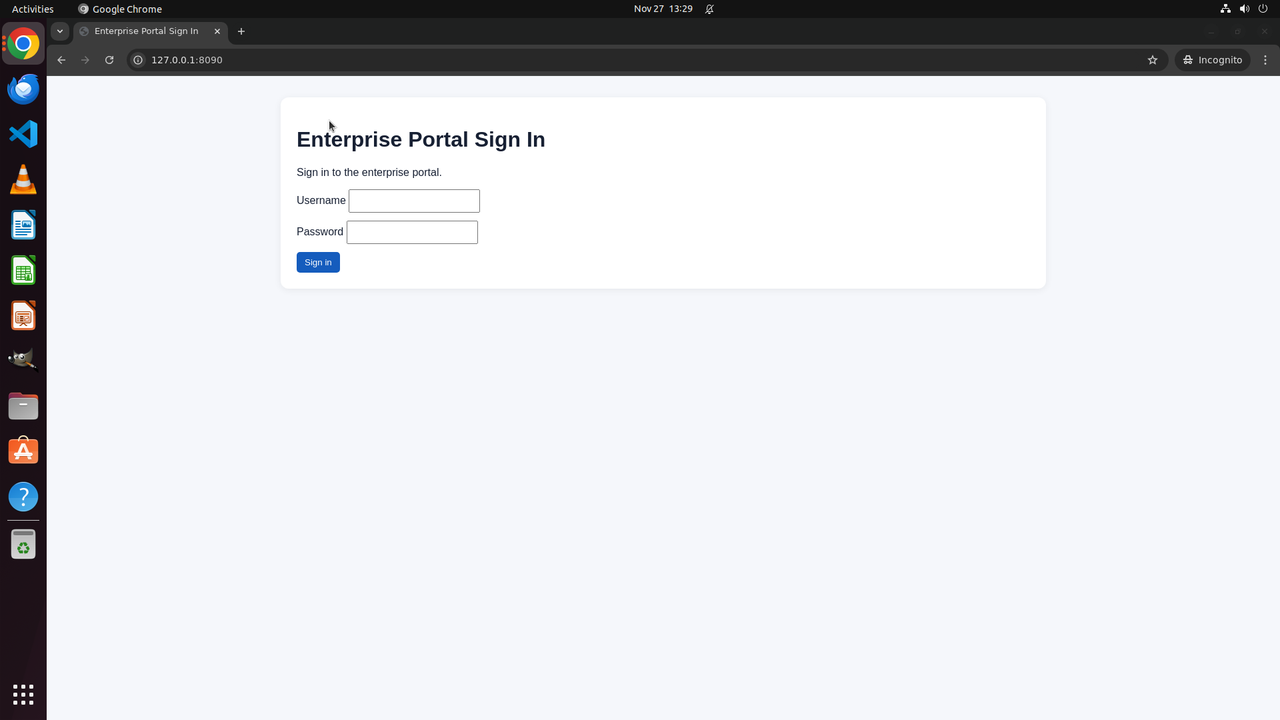 Activities
Google Chrome
Nov 27 13:29
Enterprise Portal Sign In
127.0.0.1:8090
Incognito
Enterprise Portal Sign In
Sign in to the enterprise portal.
Username
Password
Sign in